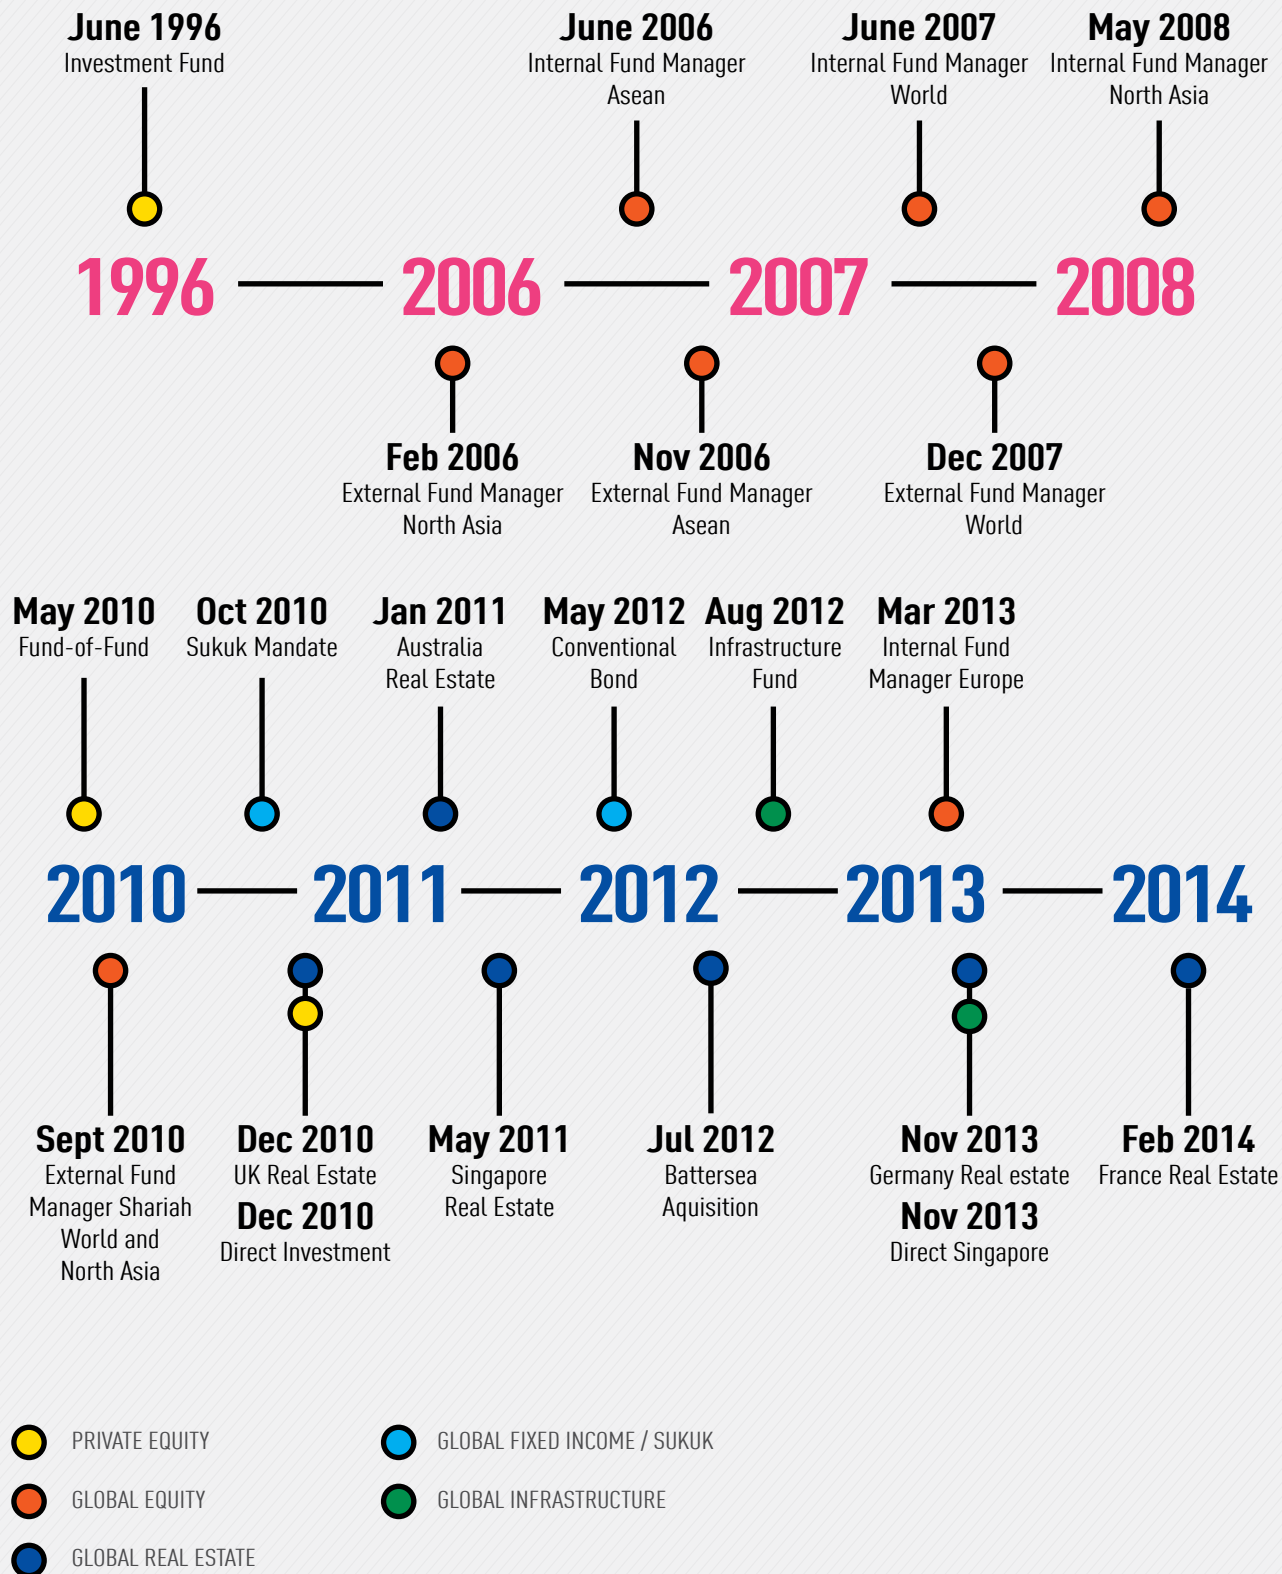 June 1996
Investment Fund
June 2006
Internal Fund Manager
Asean
June 2007
Internal Fund Manager
World
May 2008
Internal Fund Manager
North Asia
1996
2006
2007
2008
Feb 2006
External Fund Manager
North Asia
Nov 2006
External Fund Manager
Asean
Dec 2007
External Fund Manager
World
May 2010
Fund-of-Fund
Oct 2010
Sukuk Mandate
Jan 2011
Australia
Real Estate
May 2012
Conventional
Bond
Aug 2012
Infrastructure
Fund
Mar 2013
Internal Fund
Manager Europe
2010
2011
2012
2013
2014
Sept 2010
External Fund
Manager Shariah
World and
North Asia
Dec 2010
UK Real Estate
Dec 2010
Direct Investment
May 2011
Singapore
Real Estate
Jul 2012
Battersea
Aquisition
Nov 2013
Germany Real estate
Nov 2013
Direct Singapore
Feb 2014
France Real Estate
PRIVATE EQUITY
GLOBAL EQUITY
GLOBAL REAL ESTATE
GLOBAL FIXED INCOME / SUKUK
GLOBAL INFRASTRUCTURE